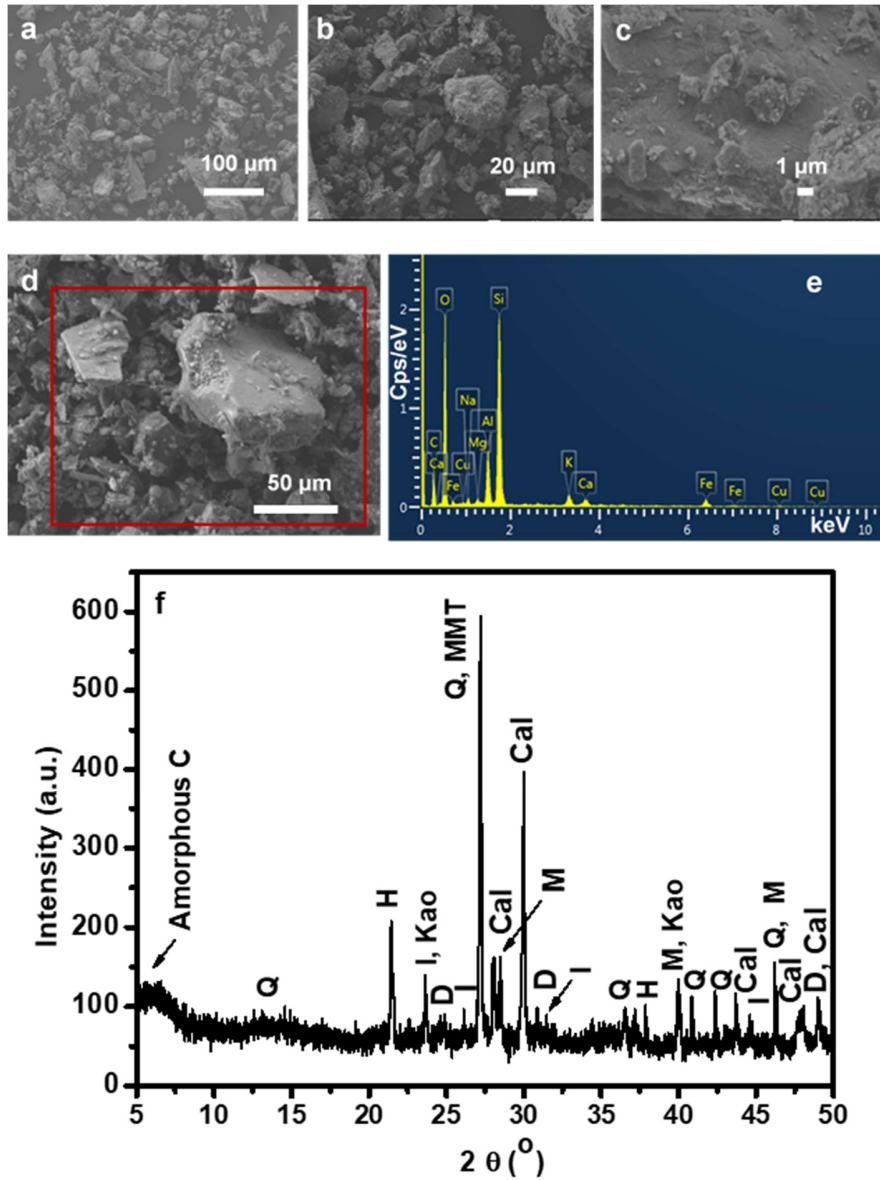 a
100 µm
b
20 µm
c
1 µm
d
50 µm
e
Cps/eV
2
1
0
O
Si
Na
C
Ca
Cu
Mg
Al
Fe
K
Ca
Fe
Fe
Cu
Cu
0
2
4
6
8
keV
10
f
Intensity (a.u.)
600
500
400
300
200
100
0
Amorphous C
Q
H
I, Kao
D
I
Q, MMT
Cal
M
Cal
D
I
Q
H
M, Kao
Q
Q
Cal
I
Q, M
Cal
D, Cal
5
10
15
20
25
30
35
40
45
50
2 θ (o)